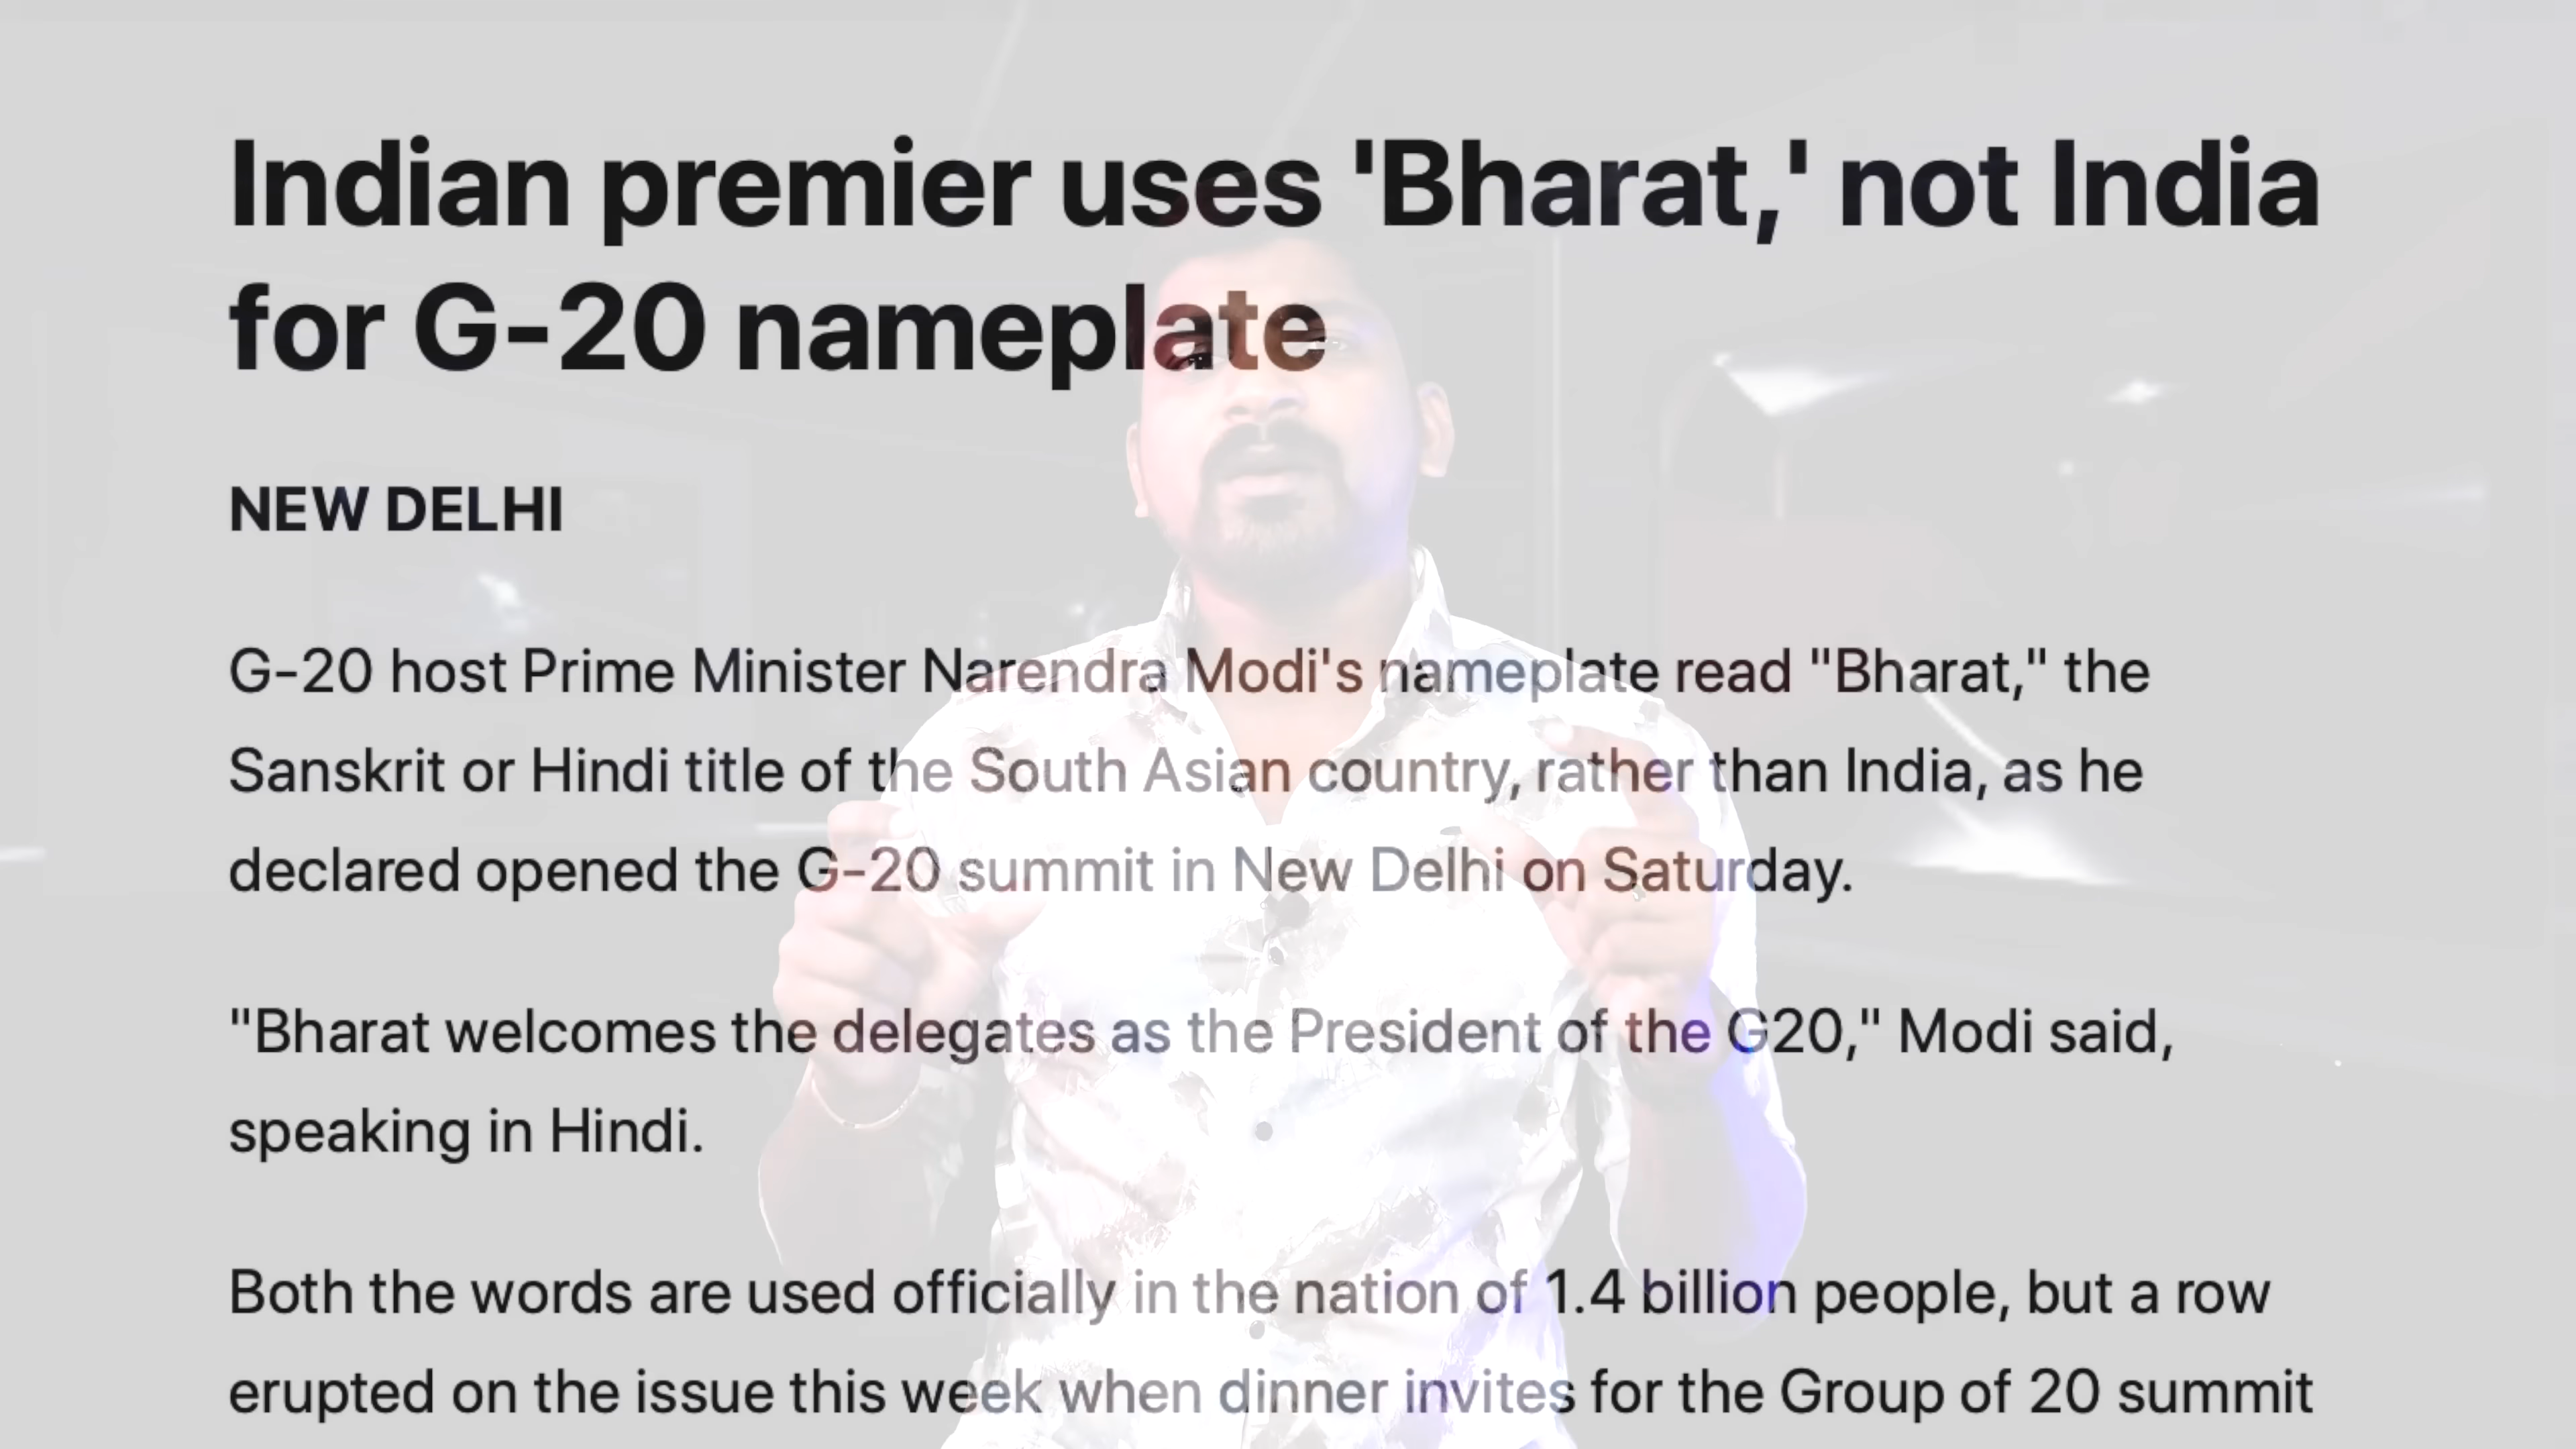 Indian premier uses 'Bharat,' not India
for G-20 nameplate
NEW DELHI
G-20 host Prime Minister Narendra Modi's nameplate read "Bharat," the
Sanskrit or Hindi title of the South Asian country, rather than India, as he
declared opened the G-20 summit in New Delhi on Saturday.
"Bharat welcomes the delegates as the President of the G20," Modi said,
speaking in Hindi.
Both the words are used officially in the nation of 1.4 billion people, but a row
erupted on the issue this week when dinner invites for the Group of 20 summit